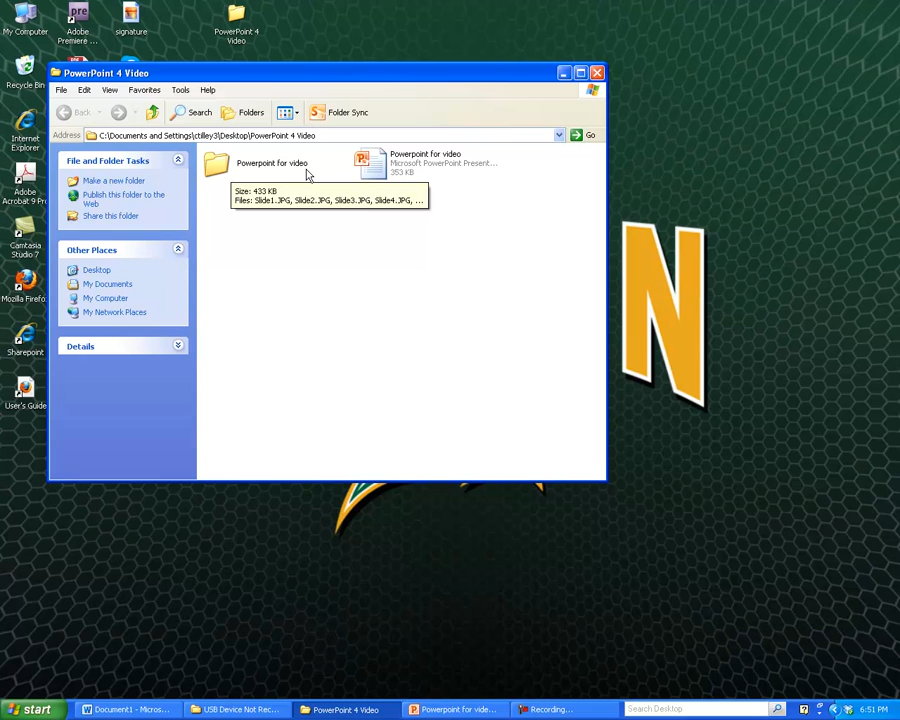 My Computer
Adobe
Premiere ...
signature
PowerPoint 4
Video
Recycle Bin
Internet
Explorer
Adobe
Acrobat 9 Pro
Camtasia
Studio 7
Mozilla Firefo
Sharepoint
User's Guide
PowerPoint 4 Video
File Edit View Favorites Tools Help
Back Search Folders Folder Sync
Address C:\Documents and Settings\ctilley3\Desktop\PowerPoint 4 Video Go
File and Folder Tasks
Make a new folder
Publish this folder to the
Web
Share this folder
Other Places
Desktop
My Documents
My Computer
My Network Places
Details
Powerpoint for video
Powerpoint for video
Microsoft PowerPoint Present...
353 KB
Size: 433 KB
Files: Slide1.JPG, Slide2.JPG, Slide3.JPG, Slide4.JPG, ...
N
start
Document1 - Micros...
USB Device Not Rec...
PowerPoint 4 Video
Powerpoint for vide...
Recording...
Search Desktop
6:51 PM